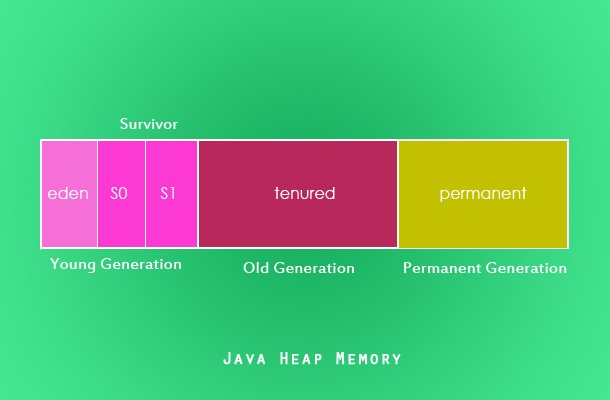 Survivor
eden S0 S1 tenured permanent
Young Generation Old Generation Permanent Generation
Java Heap Memory